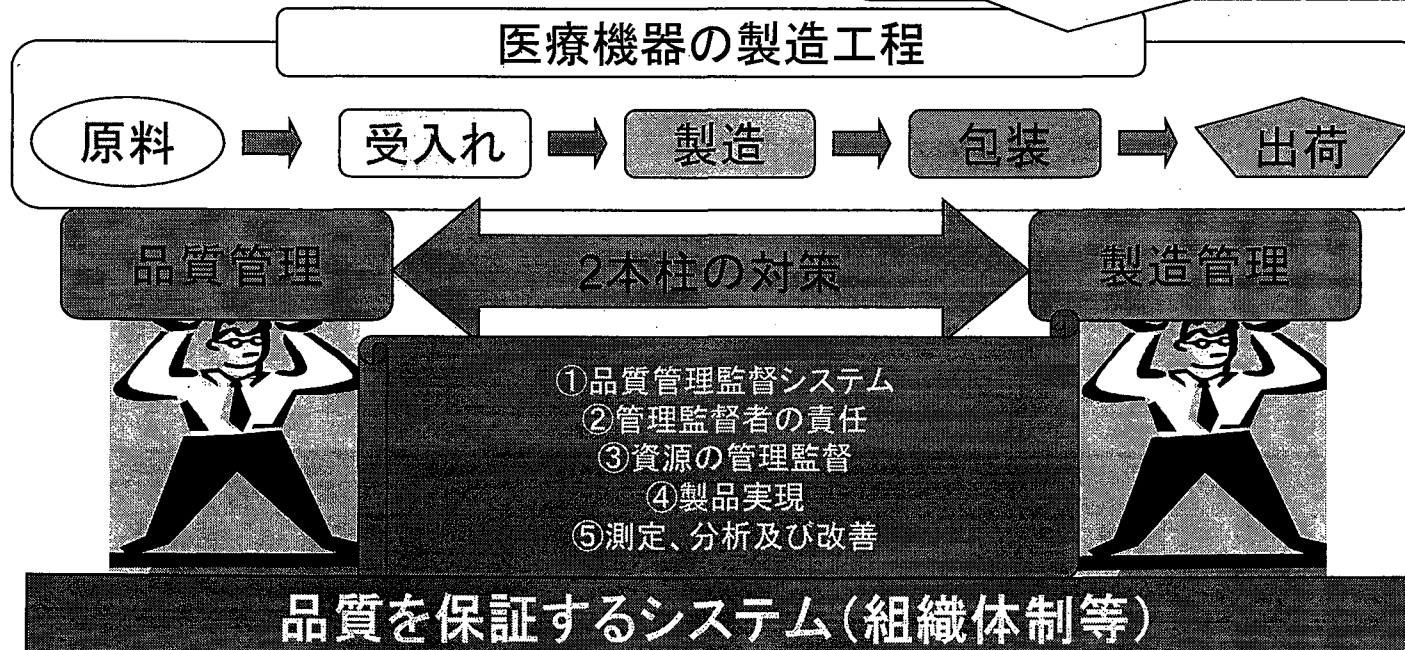 医療機器の製造工程
原料 受入れ 製造 包装 出荷
品質管理 2本柱の対策 製造管理
①品質管理監督システム
②管理監督者の責任
③資源の管理監督
④製品実現
⑤測定、分析及び改善
品質を保証するシステム(組織体制等)